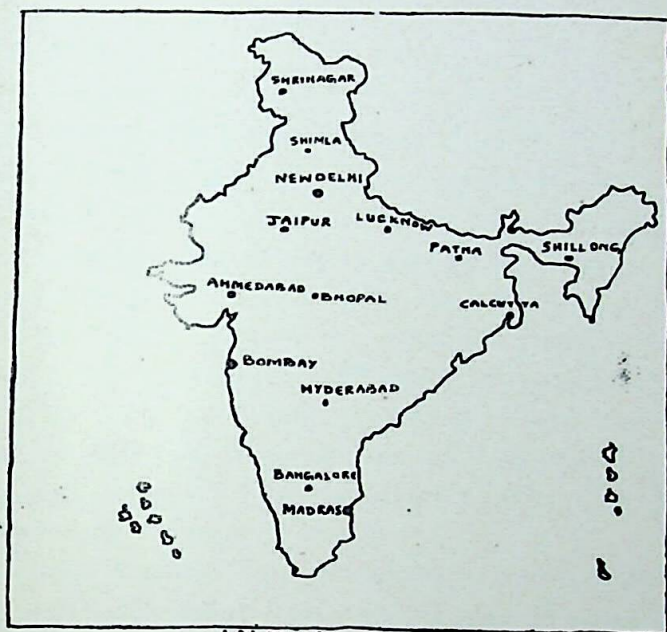 SHRINAGAR
SHIMLA
NEWDELHI
JAIPUR LUCKNOW
PATNA SHILLONG
AHMEDABAD BHOPAL CALCUTTA
BOMBAY
HYDERABAD
BANGALORE
MADRAS